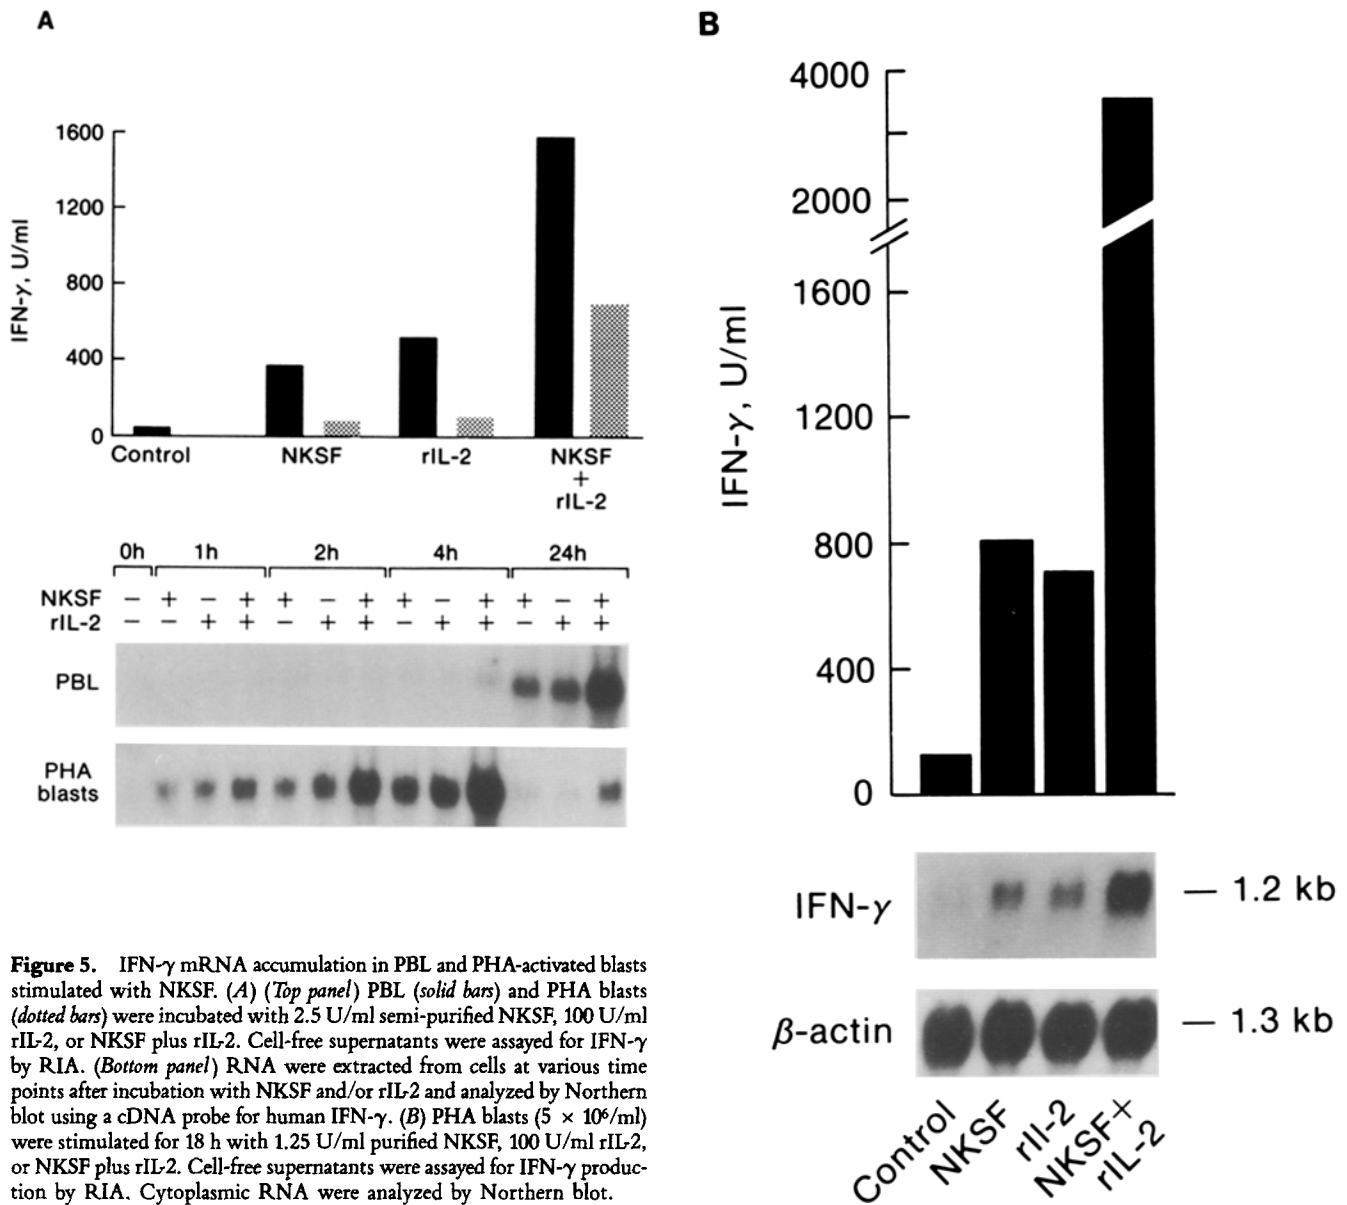 A
1600
1200
800
400
0
IFN-γ, U/ml
Control NKSF rIL-2 NKSF
+
rIL-2
0h 1h 2h 4h 24h
NKSF − + − + + − + + − + + − +
rIL-2 − − + + − + + − + + − + +
PBL
PHA
blasts
B
4000
2000
1600
1200
800
400
0
IFN-γ, U/ml
IFN-γ — 1.2 kb
β-actin — 1.3 kb
Control
NKSF
rIl-2
NKSF+
rIL-2
Figure 5. IFN-γ mRNA accumulation in PBL and PHA-activated blasts
stimulated with NKSF. (A) (Top panel) PBL (solid bars) and PHA blasts
(dotted bars) were incubated with 2.5 U/ml semi-purified NKSF, 100 U/ml
rIL-2, or NKSF plus rIL-2. Cell-free supernatants were assayed for IFN-γ
by RIA. (Bottom panel) RNA were extracted from cells at various time
points after incubation with NKSF and/or rIL-2 and analyzed by Northern
blot using a cDNA probe for human IFN-γ. (B) PHA blasts (5 × 10⁶/ml)
were stimulated for 18 h with 1.25 U/ml purified NKSF, 100 U/ml rIL-2,
or NKSF plus rIL-2. Cell-free supernatants were assayed for IFN-γ produc-
tion by RIA. Cytoplasmic RNA were analyzed by Northern blot.